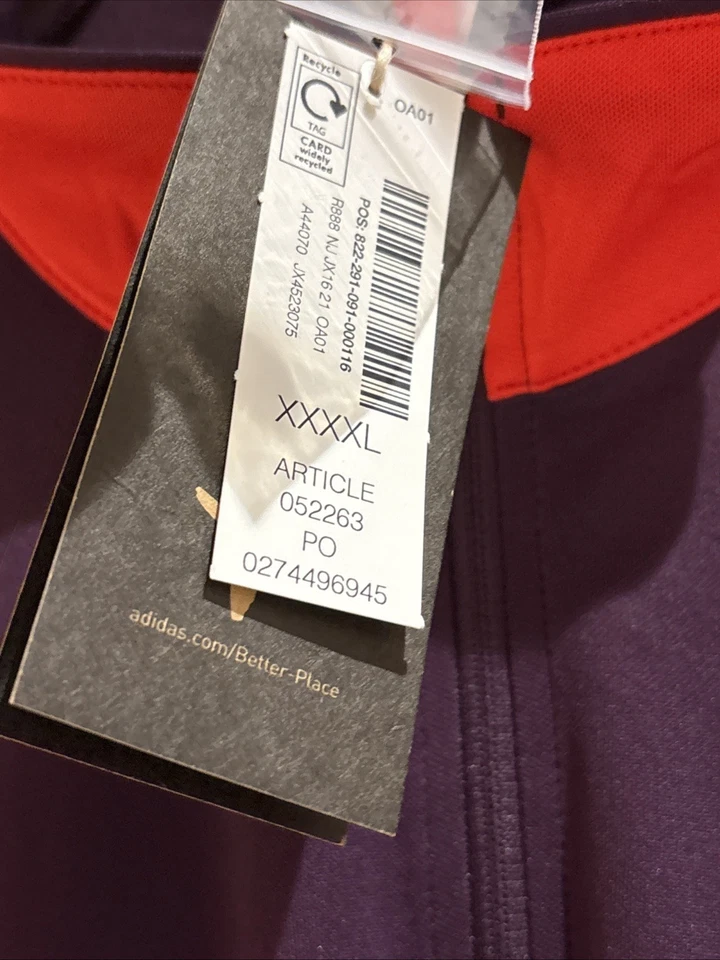 Recycle
TAG
CARD
widely
recycled
OA01
POS: 822-291-091-000116
R888 NJ JX16 21 OA01
A44070 JX4523075
XXXXL
ARTICLE
052263
PO
0274496945
adidas.com/Better-Place